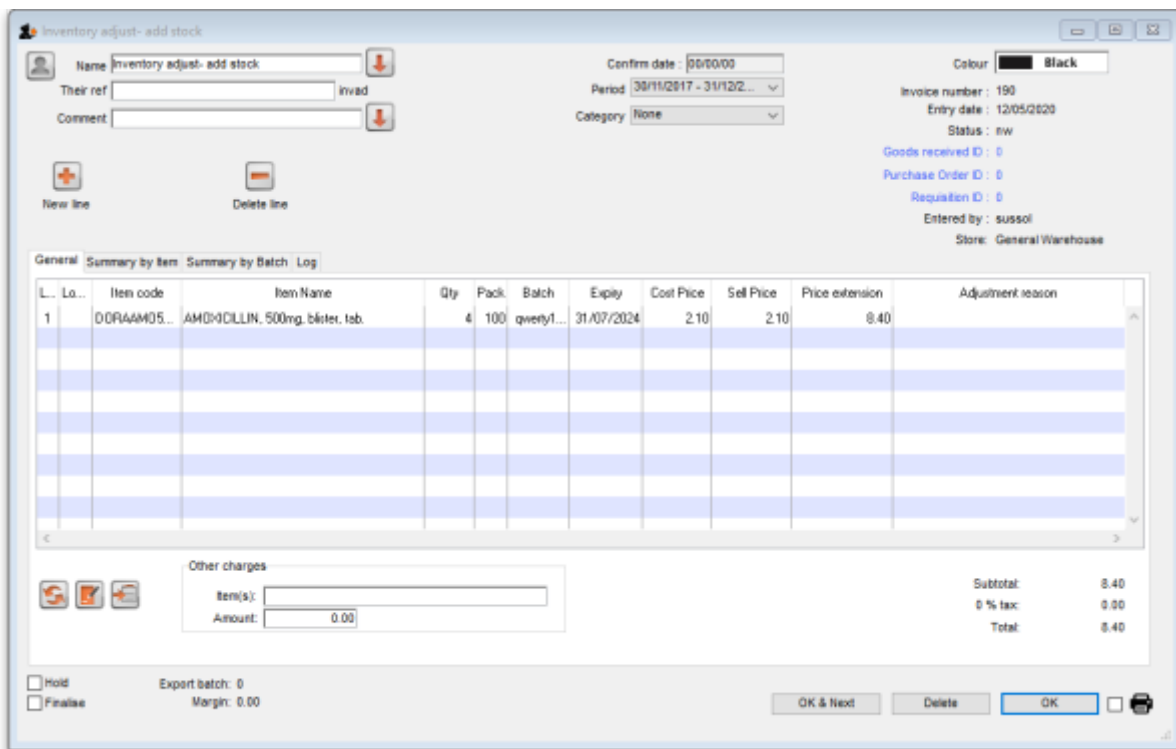 Inventory adjust- add stock
Name Inventory adjust- add stock
Their ref invad
Comment
Confirm date : 00/00/00
Period 30/11/2017 - 31/12/2...
Category None
Colour Black
Invoice number : 190
Entry date : 12/05/2020
Status : nw
Goods received ID : 0
Purchase Order ID : 0
Requisition ID : 0
Entered by : sussol
Store: General Warehouse
New line Delete line
General Summary by Item Summary by Batch Log
L... Lo... Item code Item Name Qty Pack Batch Expiry Cost Price Sell Price Price extension Adjustment reason
1 DORAAM05... AMOXICILLIN, 500mg, blister, tab. 4 100 qwerty1... 31/07/2024 2.10 2.10 8.40
Other charges
Item(s):
Amount: 0.00
Subtotal: 8.40
0 % tax: 0.00
Total: 8.40
Hold Export batch: 0
Finalise Margin: 0.00
OK & Next Delete OK